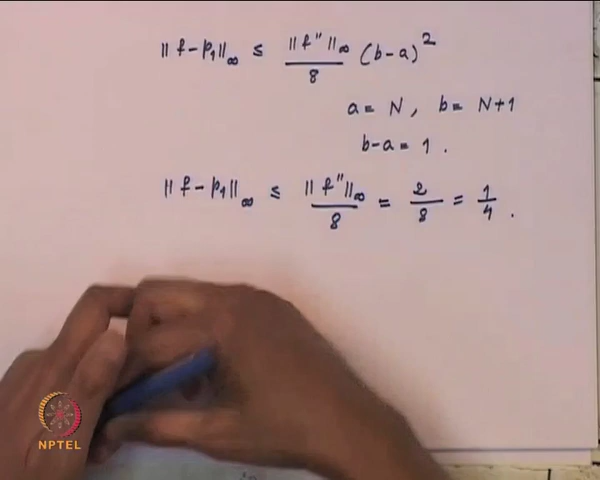 ‖ f-p₁‖∞ ≤ ‖f''‖∞/8 (b-a)²
a = N, b = N+1
b-a = 1.
‖f-p₁‖∞ ≤ ‖f''‖∞/8 = 2/8 = 1/4.
NPTEL